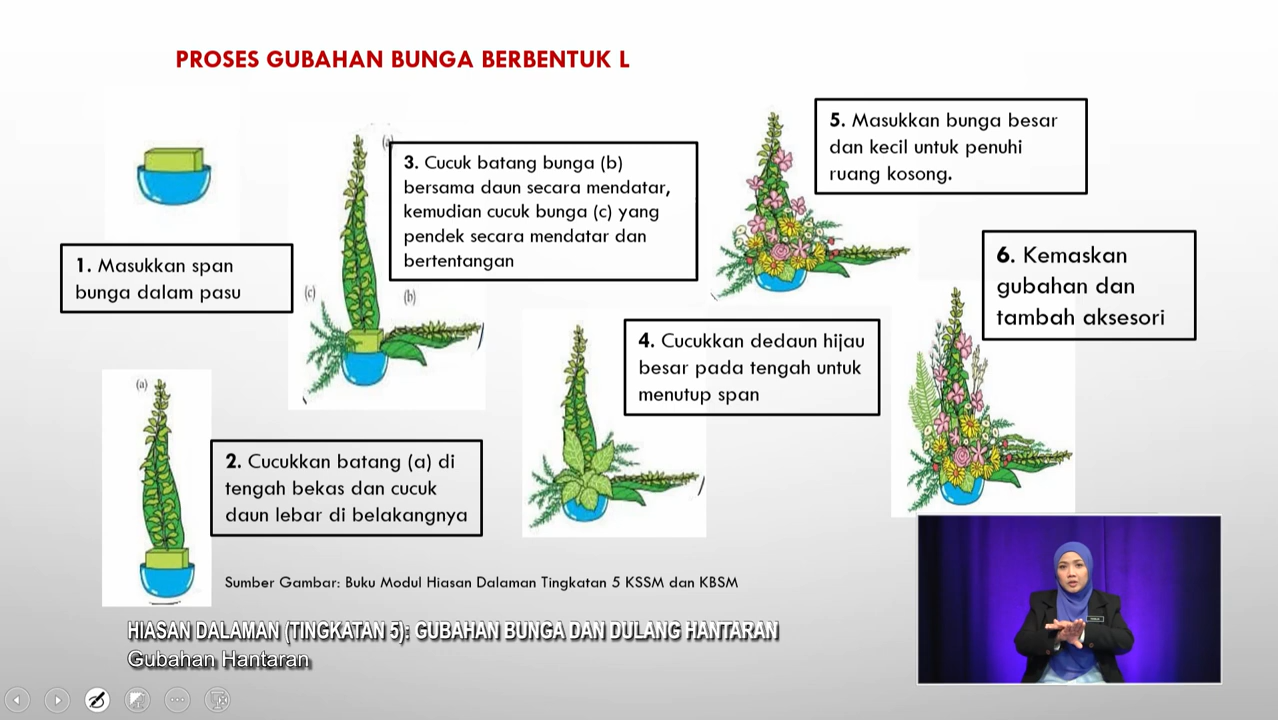 PROSES GUBAHAN BUNGA BERBENTUK L
1. Masukkan span
bunga dalam pasu
(a)
2. Cucukkan batang (a) di
tengah bekas dan cucuk
daun lebar di belakangnya
(a)
3. Cucuk batang bunga (b)
bersama daun secara mendatar,
kemudian cucuk bunga (c) yang
pendek secara mendatar dan
bertentangan
(c)
(b)
4. Cucukkan dedaun hijau
besar pada tengah untuk
menutup span
5. Masukkan bunga besar
dan kecil untuk penuhi
ruang kosong.
6. Kemaskan
gubahan dan
tambah aksesori
Sumber Gambar: Buku Modul Hiasan Dalaman Tingkatan 5 KSSM dan KBSM
HIASAN DALAMAN (TINGKATAN 5): GUBAHAN BUNGA DAN DULANG HANTARAN
Gubahan Hantaran